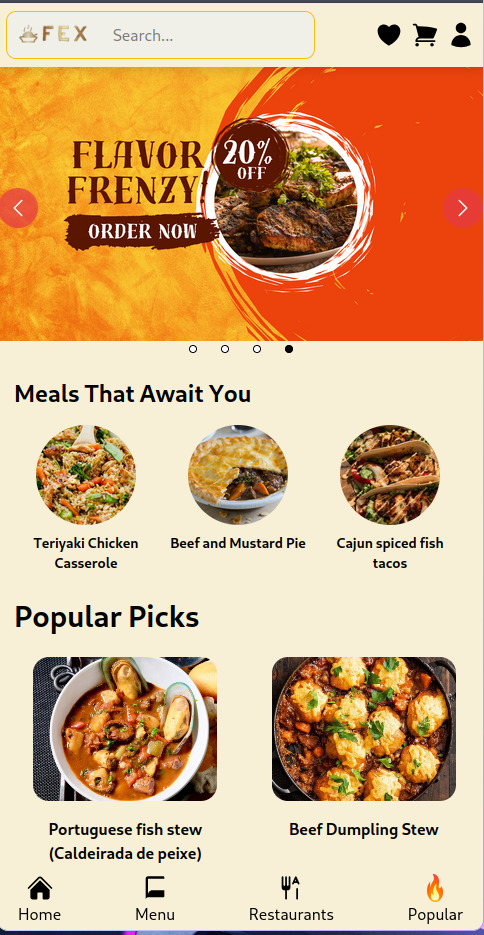 FEX Search...
FLAVOR
FRENZY
ORDER NOW
20%
OFF
Meals That Await You
Teriyaki Chicken
Casserole
Beef and Mustard Pie
Cajun spiced fish
tacos
Popular Picks
Portuguese fish stew
(Caldeirada de peixe)
Beef Dumpling Stew
Home Menu Restaurants Popular